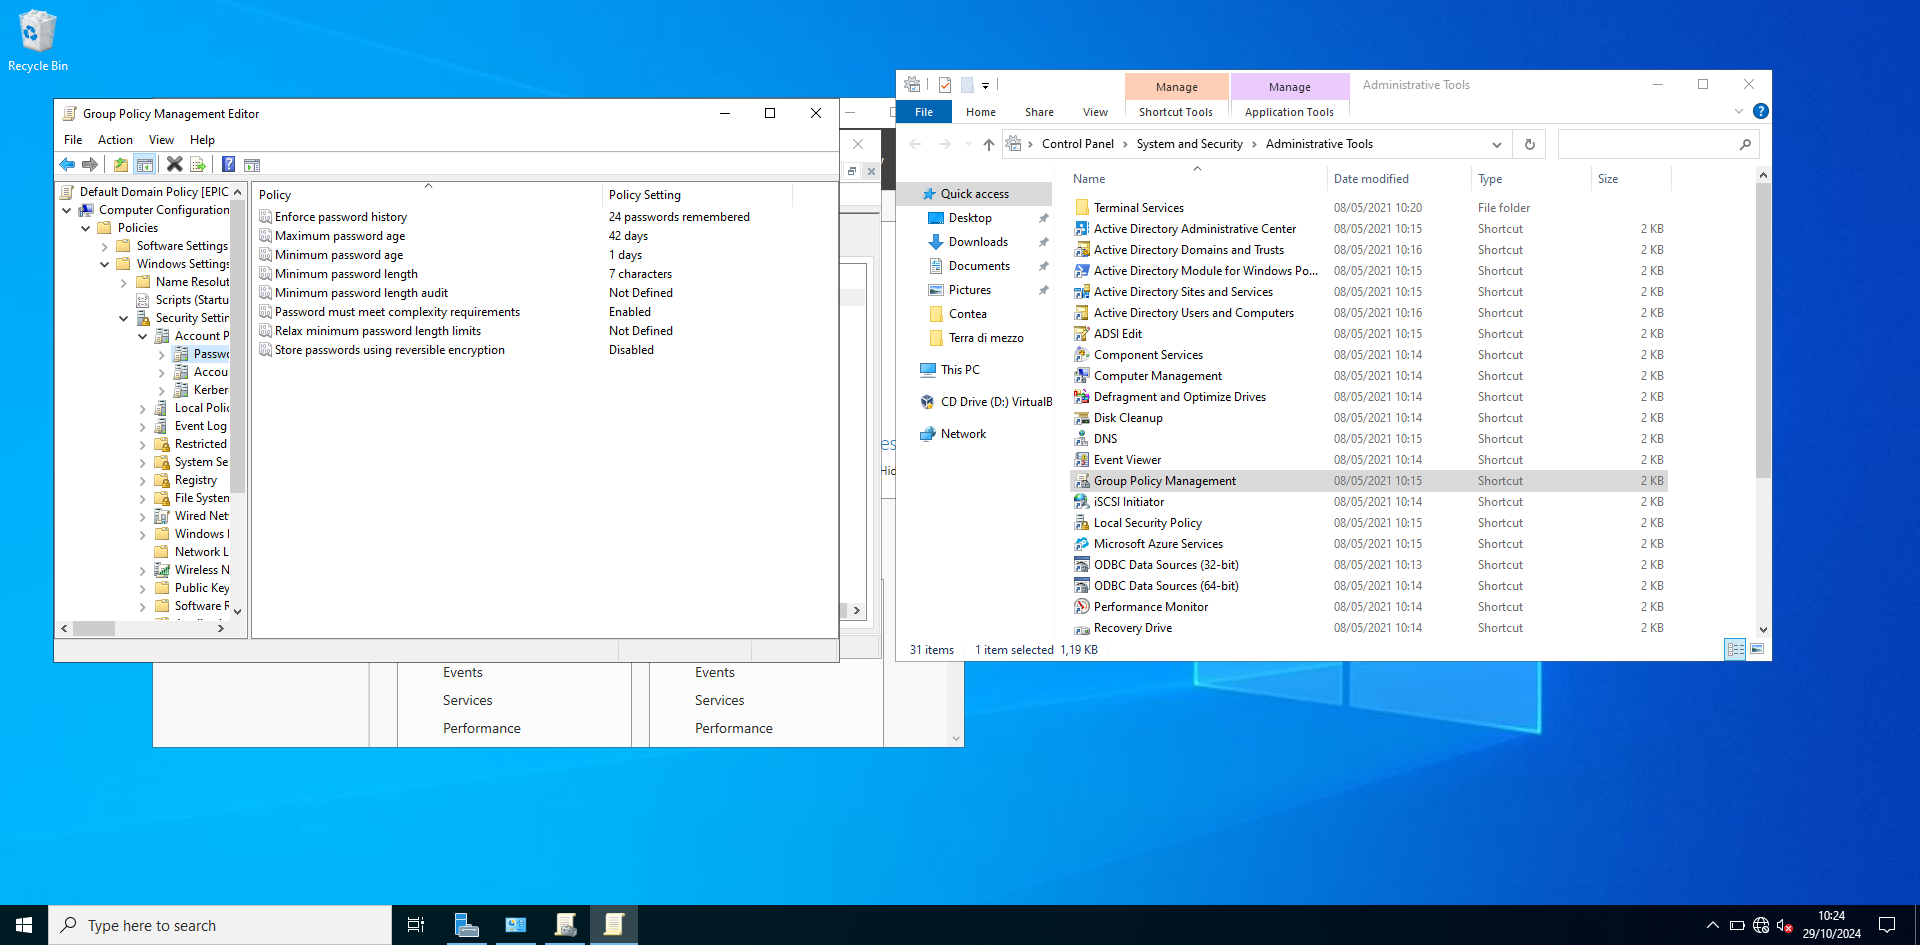 Recycle Bin
Group Policy Management Editor
File Action View Help
Default Domain Policy [EPIC
Computer Configuration
Policies
Software Settings
Windows Settings
Name Resolut
Scripts (Startu
Security Settin
Account P
Passwo
Accou
Kerber
Local Polic
Event Log
Restricted
System Se
Registry
File System
Wired Net
Windows I
Network L
Wireless N
Public Key
Software R
Policy Policy Setting
Enforce password history 24 passwords remembered
Maximum password age 42 days
Minimum password age 1 days
Minimum password length 7 characters
Minimum password length audit Not Defined
Password must meet complexity requirements Enabled
Relax minimum password length limits Not Defined
Store passwords using reversible encryption Disabled
es
Hid
Events
Services
Performance
Events
Services
Performance
Manage Manage Administrative Tools
File Home Share View Shortcut Tools Application Tools
Control Panel System and Security Administrative Tools
Quick access
Desktop
Downloads
Documents
Pictures
Contea
Terra di mezzo
This PC
CD Drive (D:) VirtualB
Network
Name Date modified Type Size
Terminal Services 08/05/2021 10:20 File folder
Active Directory Administrative Center 08/05/2021 10:15 Shortcut 2 KB
Active Directory Domains and Trusts 08/05/2021 10:16 Shortcut 2 KB
Active Directory Module for Windows Po... 08/05/2021 10:15 Shortcut 2 KB
Active Directory Sites and Services 08/05/2021 10:15 Shortcut 2 KB
Active Directory Users and Computers 08/05/2021 10:16 Shortcut 2 KB
ADSI Edit 08/05/2021 10:15 Shortcut 2 KB
Component Services 08/05/2021 10:14 Shortcut 2 KB
Computer Management 08/05/2021 10:14 Shortcut 2 KB
Defragment and Optimize Drives 08/05/2021 10:14 Shortcut 2 KB
Disk Cleanup 08/05/2021 10:14 Shortcut 2 KB
DNS 08/05/2021 10:15 Shortcut 2 KB
Event Viewer 08/05/2021 10:14 Shortcut 2 KB
Group Policy Management 08/05/2021 10:15 Shortcut 2 KB
iSCSI Initiator 08/05/2021 10:14 Shortcut 2 KB
Local Security Policy 08/05/2021 10:15 Shortcut 2 KB
Microsoft Azure Services 08/05/2021 10:15 Shortcut 2 KB
ODBC Data Sources (32-bit) 08/05/2021 10:13 Shortcut 2 KB
ODBC Data Sources (64-bit) 08/05/2021 10:14 Shortcut 2 KB
Performance Monitor 08/05/2021 10:14 Shortcut 2 KB
Recovery Drive 08/05/2021 10:14 Shortcut 2 KB
31 items 1 item selected 1,19 KB
Type here to search
10:24
29/10/2024